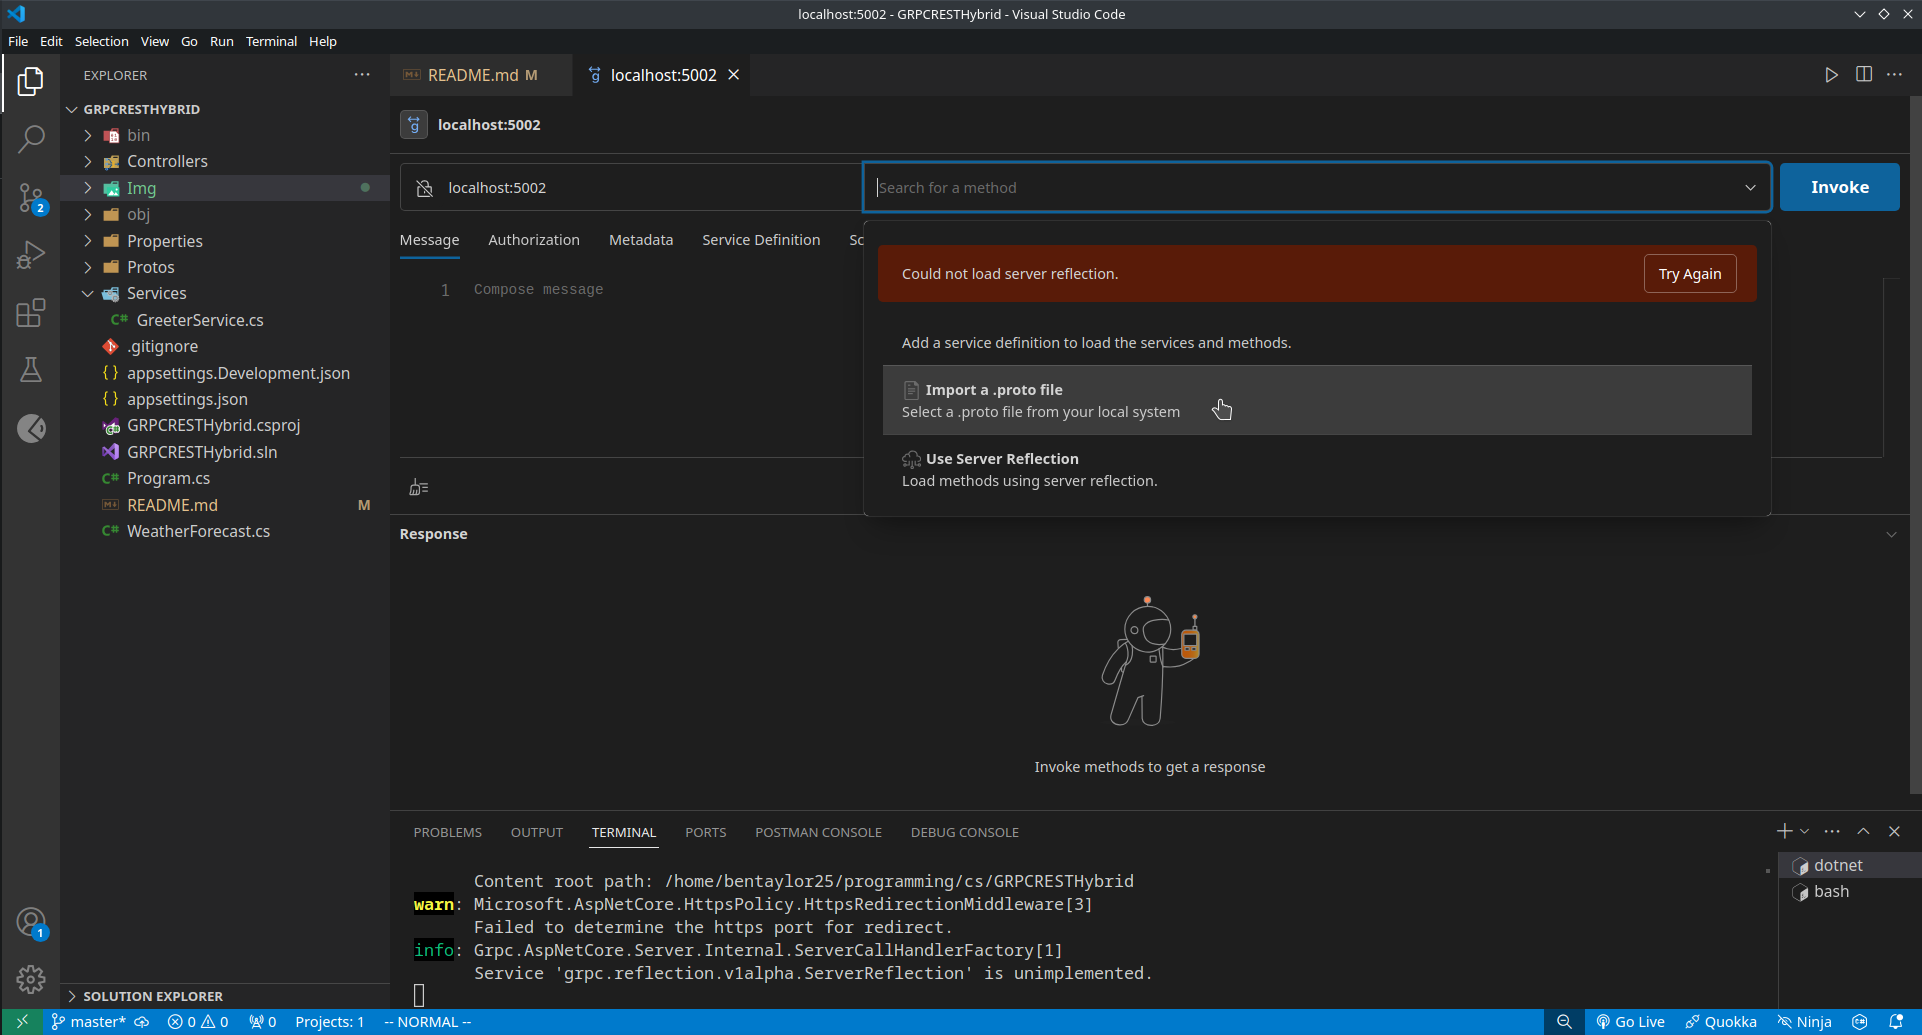 localhost:5002 - GRPCRESTHybrid - Visual Studio Code
File Edit Selection View Go Run Terminal Help
EXPLORER
GRPCRESTHYBRID
bin
Controllers
Img
obj
Properties
Protos
Services
C# GreeterService.cs
.gitignore
{} appsettings.Development.json
{} appsettings.json
GRPCRESTHybrid.csproj
GRPCRESTHybrid.sln
C# Program.cs
README.md M
C# WeatherForecast.cs
SOLUTION EXPLORER
2
1
README.md M
g localhost:5002
g localhost:5002
localhost:5002
Search for a method
Invoke
Message Authorization Metadata Service Definition Sc
1 Compose message
Could not load server reflection.
Try Again
Add a service definition to load the services and methods.
Import a .proto file
Select a .proto file from your local system
Use Server Reflection
Load methods using server reflection.
Response
Invoke methods to get a response
PROBLEMS OUTPUT TERMINAL PORTS POSTMAN CONSOLE DEBUG CONSOLE
Content root path: /home/bentaylor25/programming/cs/GRPCRESTHybrid
warn: Microsoft.AspNetCore.HttpsPolicy.HttpsRedirectionMiddleware[3]
Failed to determine the https port for redirect.
info: Grpc.AspNetCore.Server.Internal.ServerCallHandlerFactory[1]
Service 'grpc.reflection.v1alpha.ServerReflection' is unimplemented.
dotnet
bash
master* 0 0 0 Projects: 1 -- NORMAL -- Go Live Quokka Ninja